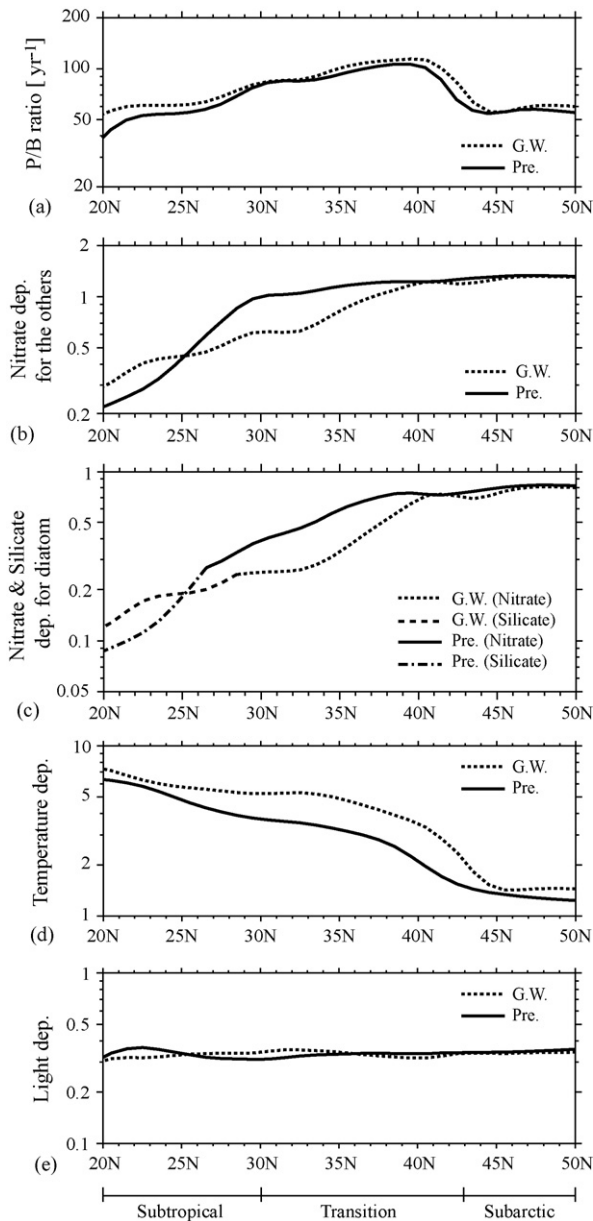 200
100
50
20
P/B ratio [ yr-1]
G.W.
Pre.
20N 25N 30N 35N 40N 45N 50N
(a)
2
1
0.5
0.2
Nitrate dep.
for the others
G.W.
Pre.
20N 25N 30N 35N 40N 45N 50N
(b)
1
0.5
0.2
0.1
0.05
Nitrate & Silicate
dep. for diatom
G.W. (Nitrate)
G.W. (Silicate)
Pre. (Nitrate)
Pre. (Silicate)
20N 25N 30N 35N 40N 45N 50N
(c)
10
5
2
1
Temperature dep.
G.W.
Pre.
20N 25N 30N 35N 40N 45N 50N
(d)
1
0.5
0.2
0.1
Light dep.
G.W.
Pre.
20N 25N 30N 35N 40N 45N 50N
(e)
Subtropical Transition Subarctic